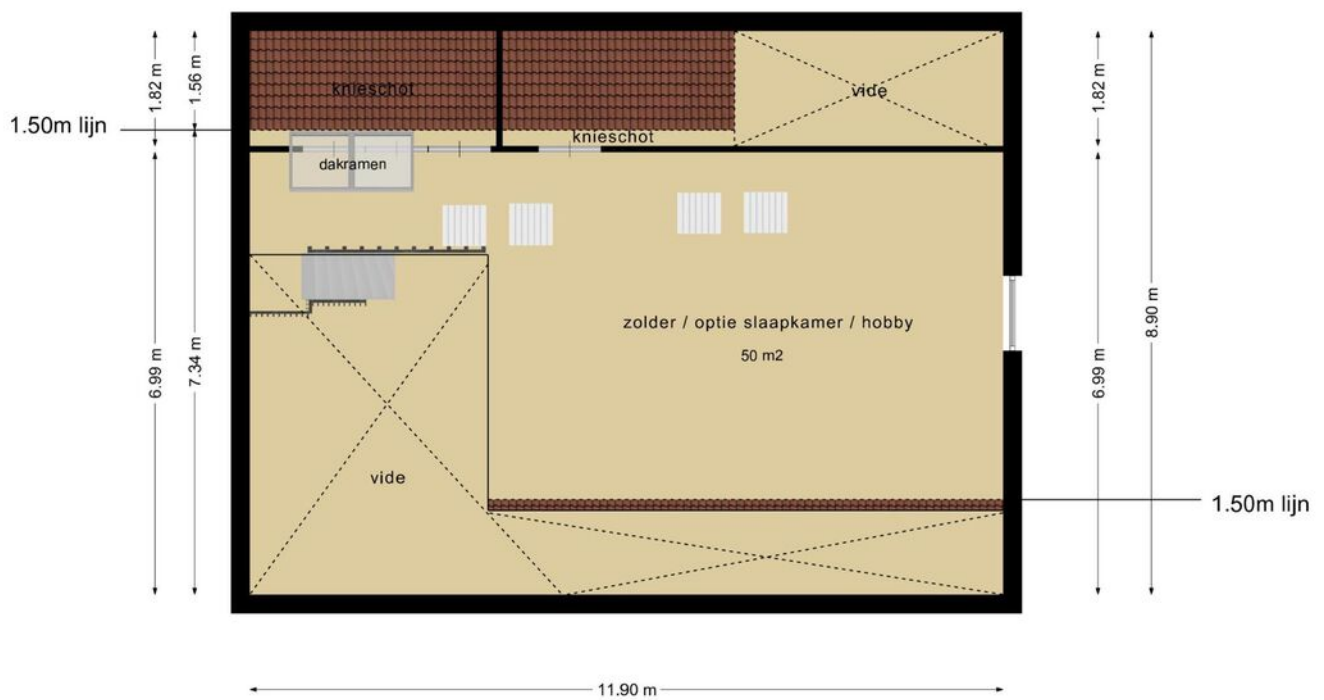 1.82 m
1.56 m
1.82 m
knieschot
vide
1.50m lijn
knieschot
dakramen
8.90 m
zolder / optie slaapkamer / hobby
50 m2
6.99 m
7.34 m
6.99 m
vide
1.50m lijn
11.90 m